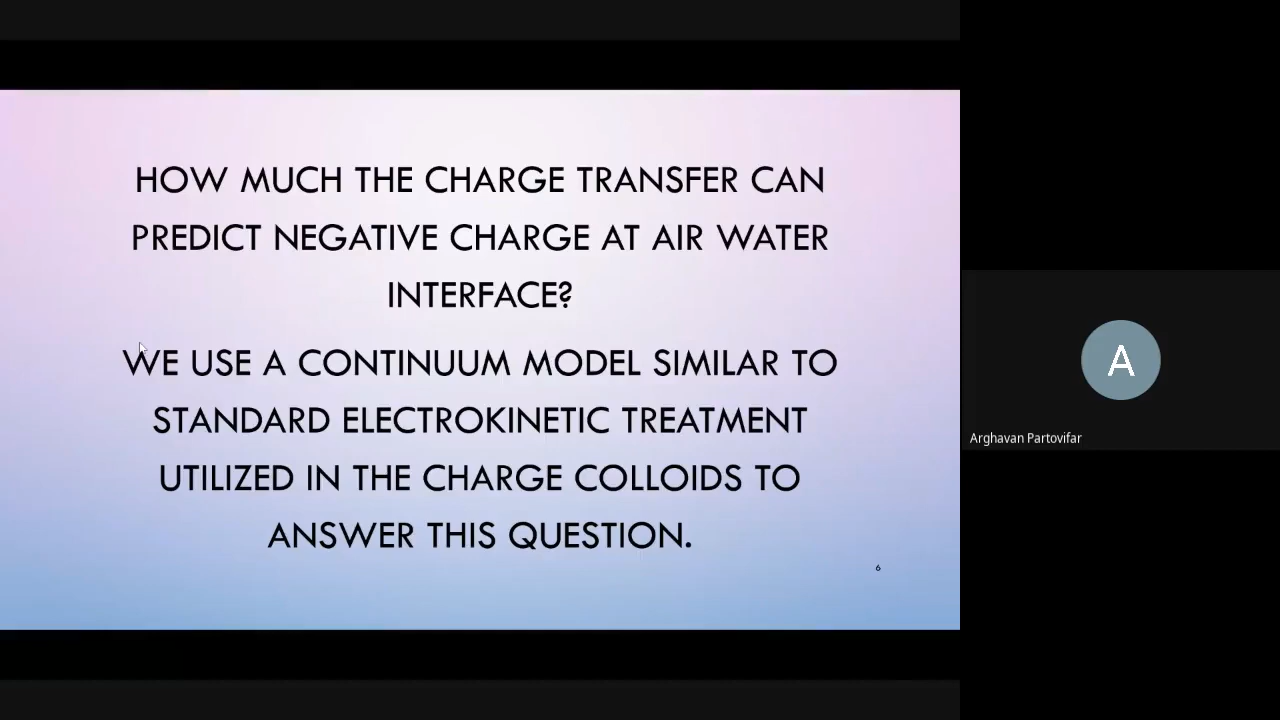 HOW MUCH THE CHARGE TRANSFER CAN
PREDICT NEGATIVE CHARGE AT AIR WATER
INTERFACE?
WE USE A CONTINUUM MODEL SIMILAR TO
STANDARD ELECTROKINETIC TREATMENT
UTILIZED IN THE CHARGE COLLOIDS TO
ANSWER THIS QUESTION.
6
A
Arghavan Partovifar